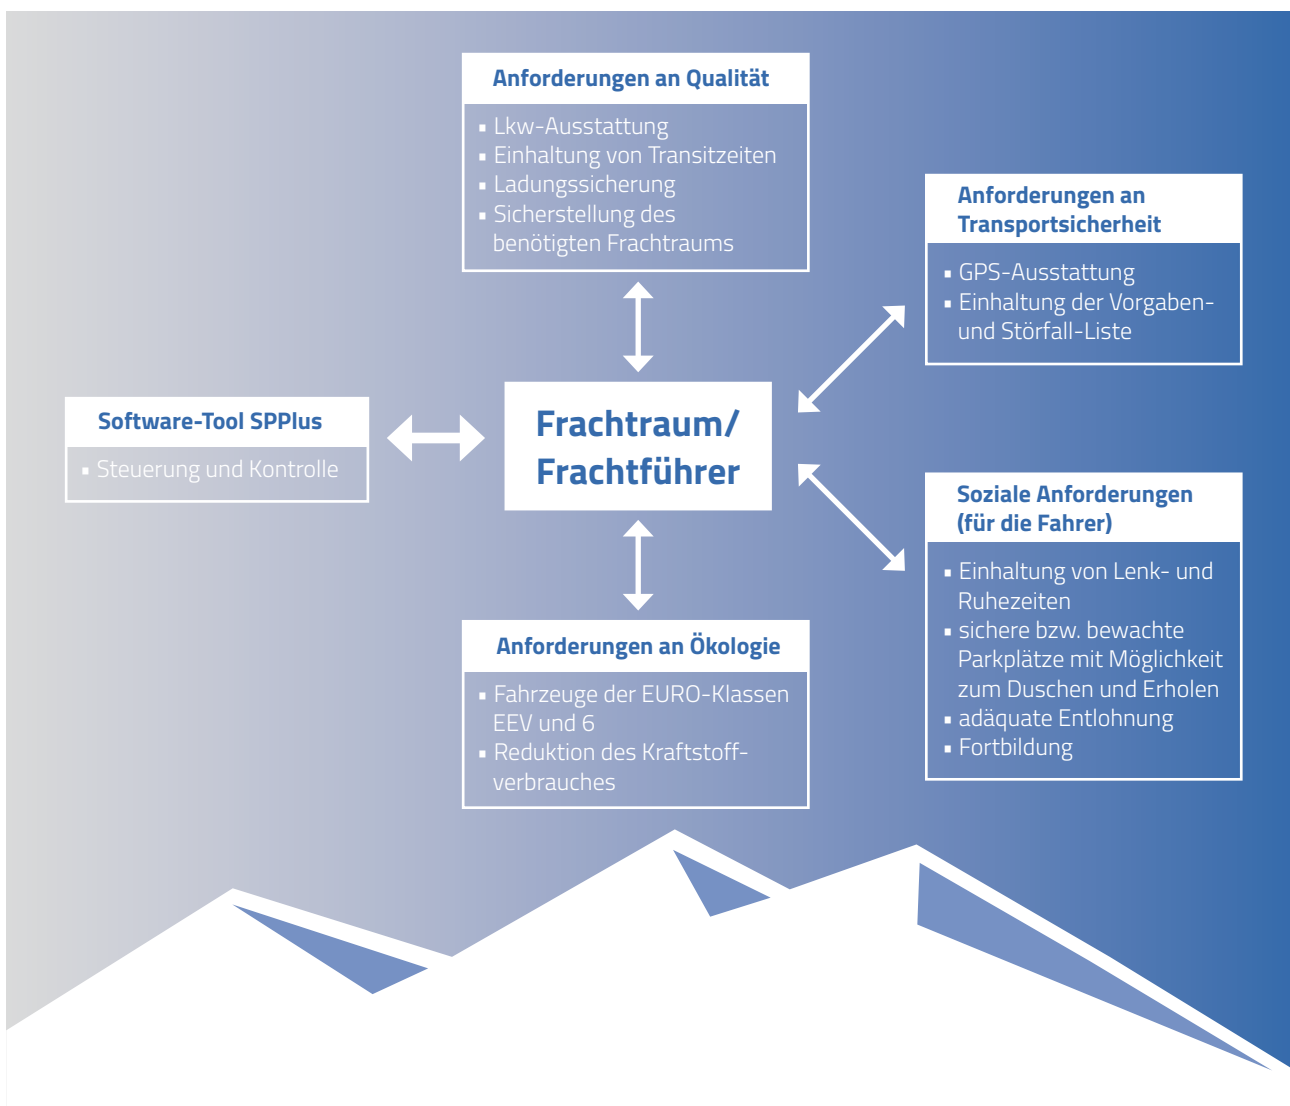 Anforderungen an Qualität
▪ Lkw-Ausstattung
▪ Einhaltung von Transitzeiten
▪ Ladungssicherung
▪ Sicherstellung des
benötigten Frachtraums
Anforderungen an
Transportsicherheit
▪ GPS-Ausstattung
▪ Einhaltung der Vorgaben-
und Störfall-Liste
Software-Tool SPPlus
▪ Steuerung und Kontrolle
Frachtraum/
Frachtführer
Soziale Anforderungen
(für die Fahrer)
▪ Einhaltung von Lenk- und
Ruhezeiten
▪ sichere bzw. bewachte
Parkplätze mit Möglichkeit
zum Duschen und Erholen
▪ adäquate Entlohnung
▪ Fortbildung
Anforderungen an Ökologie
▪ Fahrzeuge der EURO-Klassen
EEV und 6
▪ Reduktion des Kraftstoff-
verbrauches